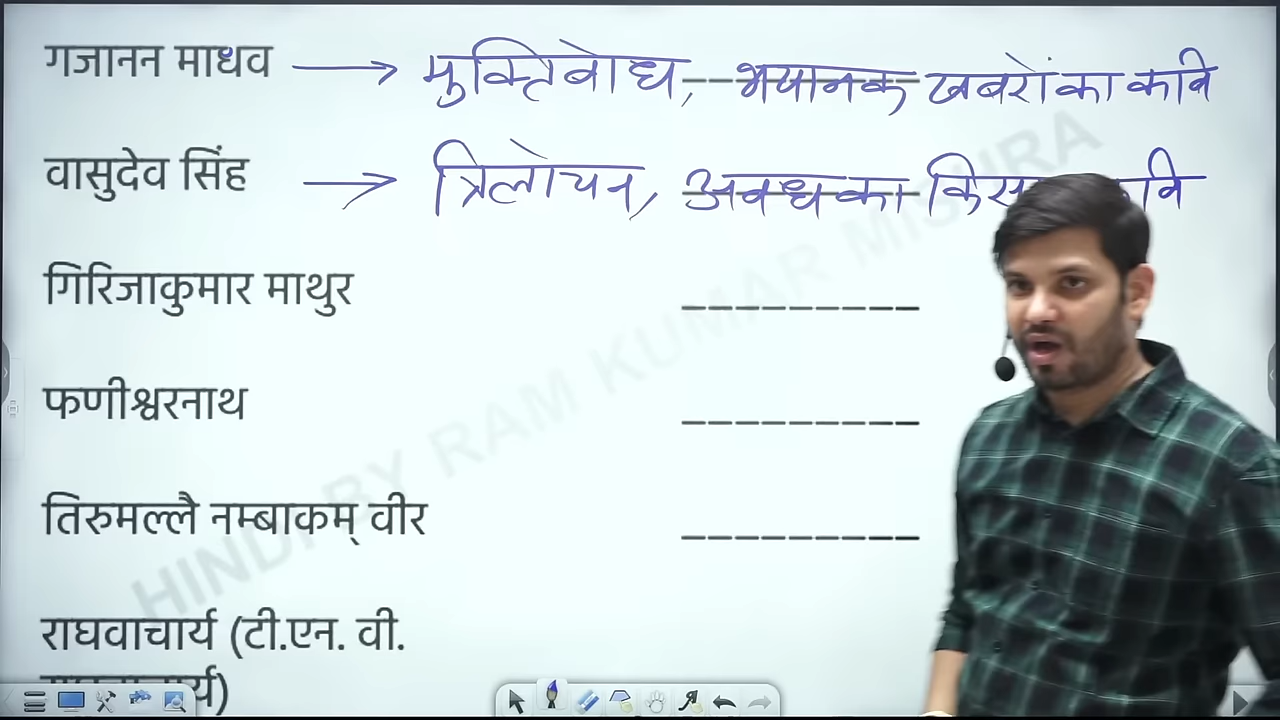 गजानन माधव → मुक्तिबोध, भयानक खबरों का कवि
वासुदेव सिंह → त्रिलोचन, अवध का
गिरिजाकुमार माथुर ---------
फणीश्वरनाथ ---------
तिरुमल्लै नम्बाकम् वीर ---------
राघवाचार्य (टी.एन. वी.
HINDI BY RAM KUMAR MISHRA